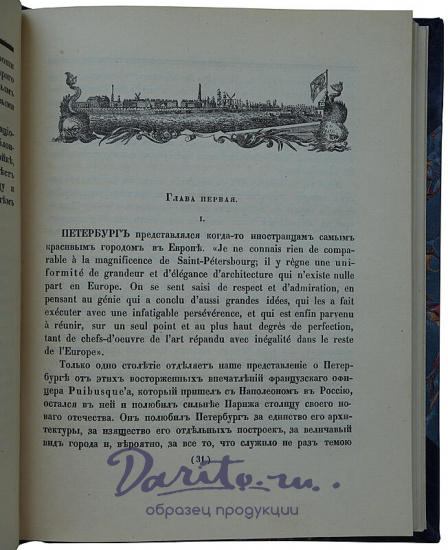 Глава первая.
I.
ПЕТЕРБУРГЪ представлялся когда-то иностранцам самымъ
красивымъ городомъ въ Европѣ. «Je ne connais rien de compa-
rable à la magnificence de Saint-Pétersbourg; il y règne une uni-
formité de grandeur et d'élégance d'architecture qui n'existe nulle
part en Europe. On se sent saisi de respect et d'admiration, en
pensant au génie qui a conclu d'aussi grandes idées, qui les a fait
exécuter avec une infatigable persévérence, et qui est enfin parvenu
à réunir, sur un seul point et au plus haut degrès de perfection,
tant de chefs-d'oeuvre de l'art répandu avec inégalité dans le reste
de l'Europe».
Только одно столѣтіе отдѣляетъ наше представленіе о Петер-
бургѣ отъ этихъ восторженныхъ впечатлѣній французскаго офи-
цера Puibusque'a, который пришелъ съ Наполеономъ въ Россію,
остался въ ней и полюбилъ сильнѣе Парижа столицу своего но-
ваго отечества. Онъ полюбилъ Петербургъ за единство его архи-
тектуры, за изящество его отдѣльныхъ построекъ, за величавый
видъ города и, вѣроятно, за все то, что служило не разъ темою
(31)
Darito.ru
образец продукции